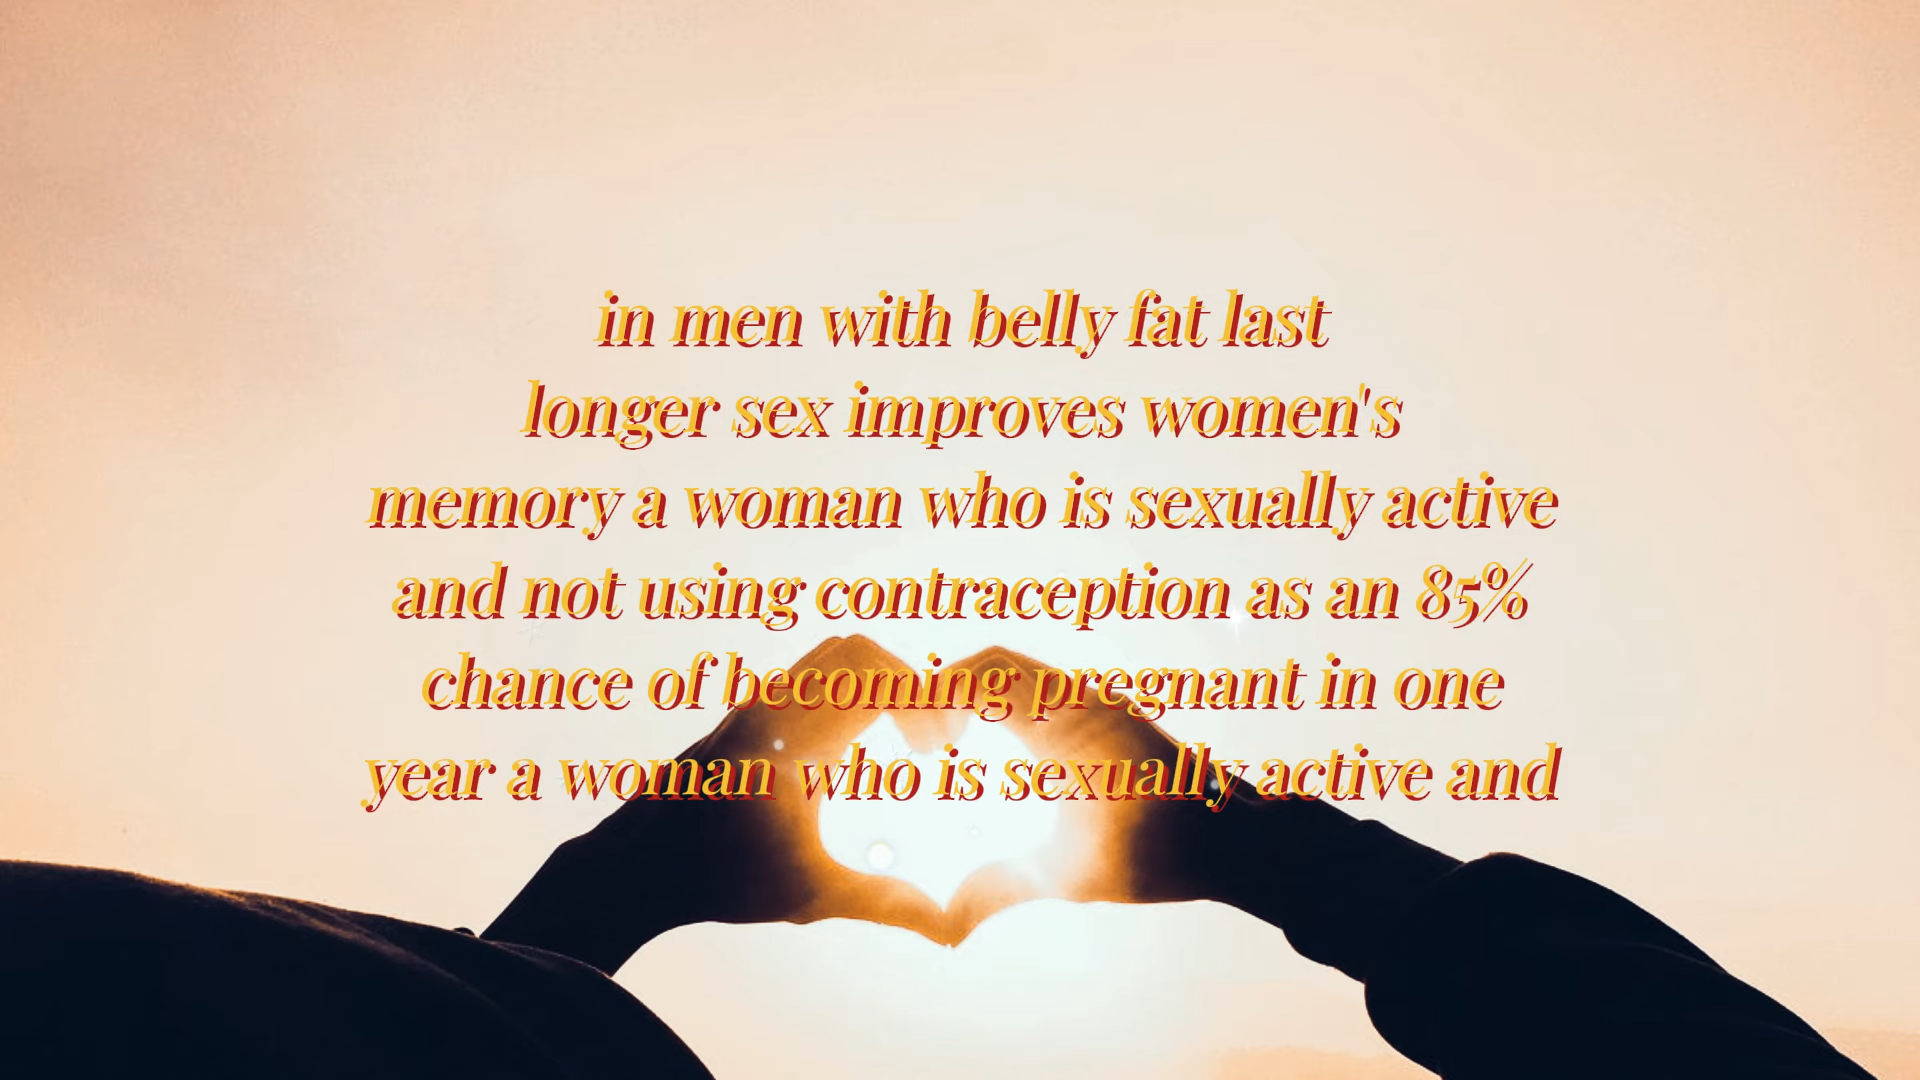 in men with belly fat last
longer sex improves women's
memory a woman who is sexually active
and not using contraception as an 85%
chance of becoming pregnant in one
year a woman who is sexually active and